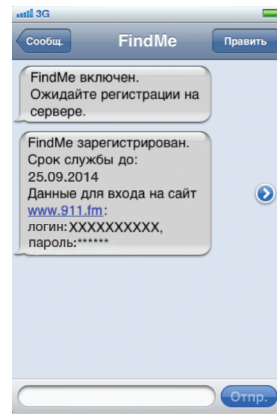 3G
Сообщ.
FindMe
Править
FindMe включен.
Ожидайте регистрации на
сервере.
FindMe зарегистрирован.
Срок службы до:
25.09.2014
Данные для входа на сайт
www.911.fm:
логин:XXXXXXXXXX,
пароль:******
Отпр.